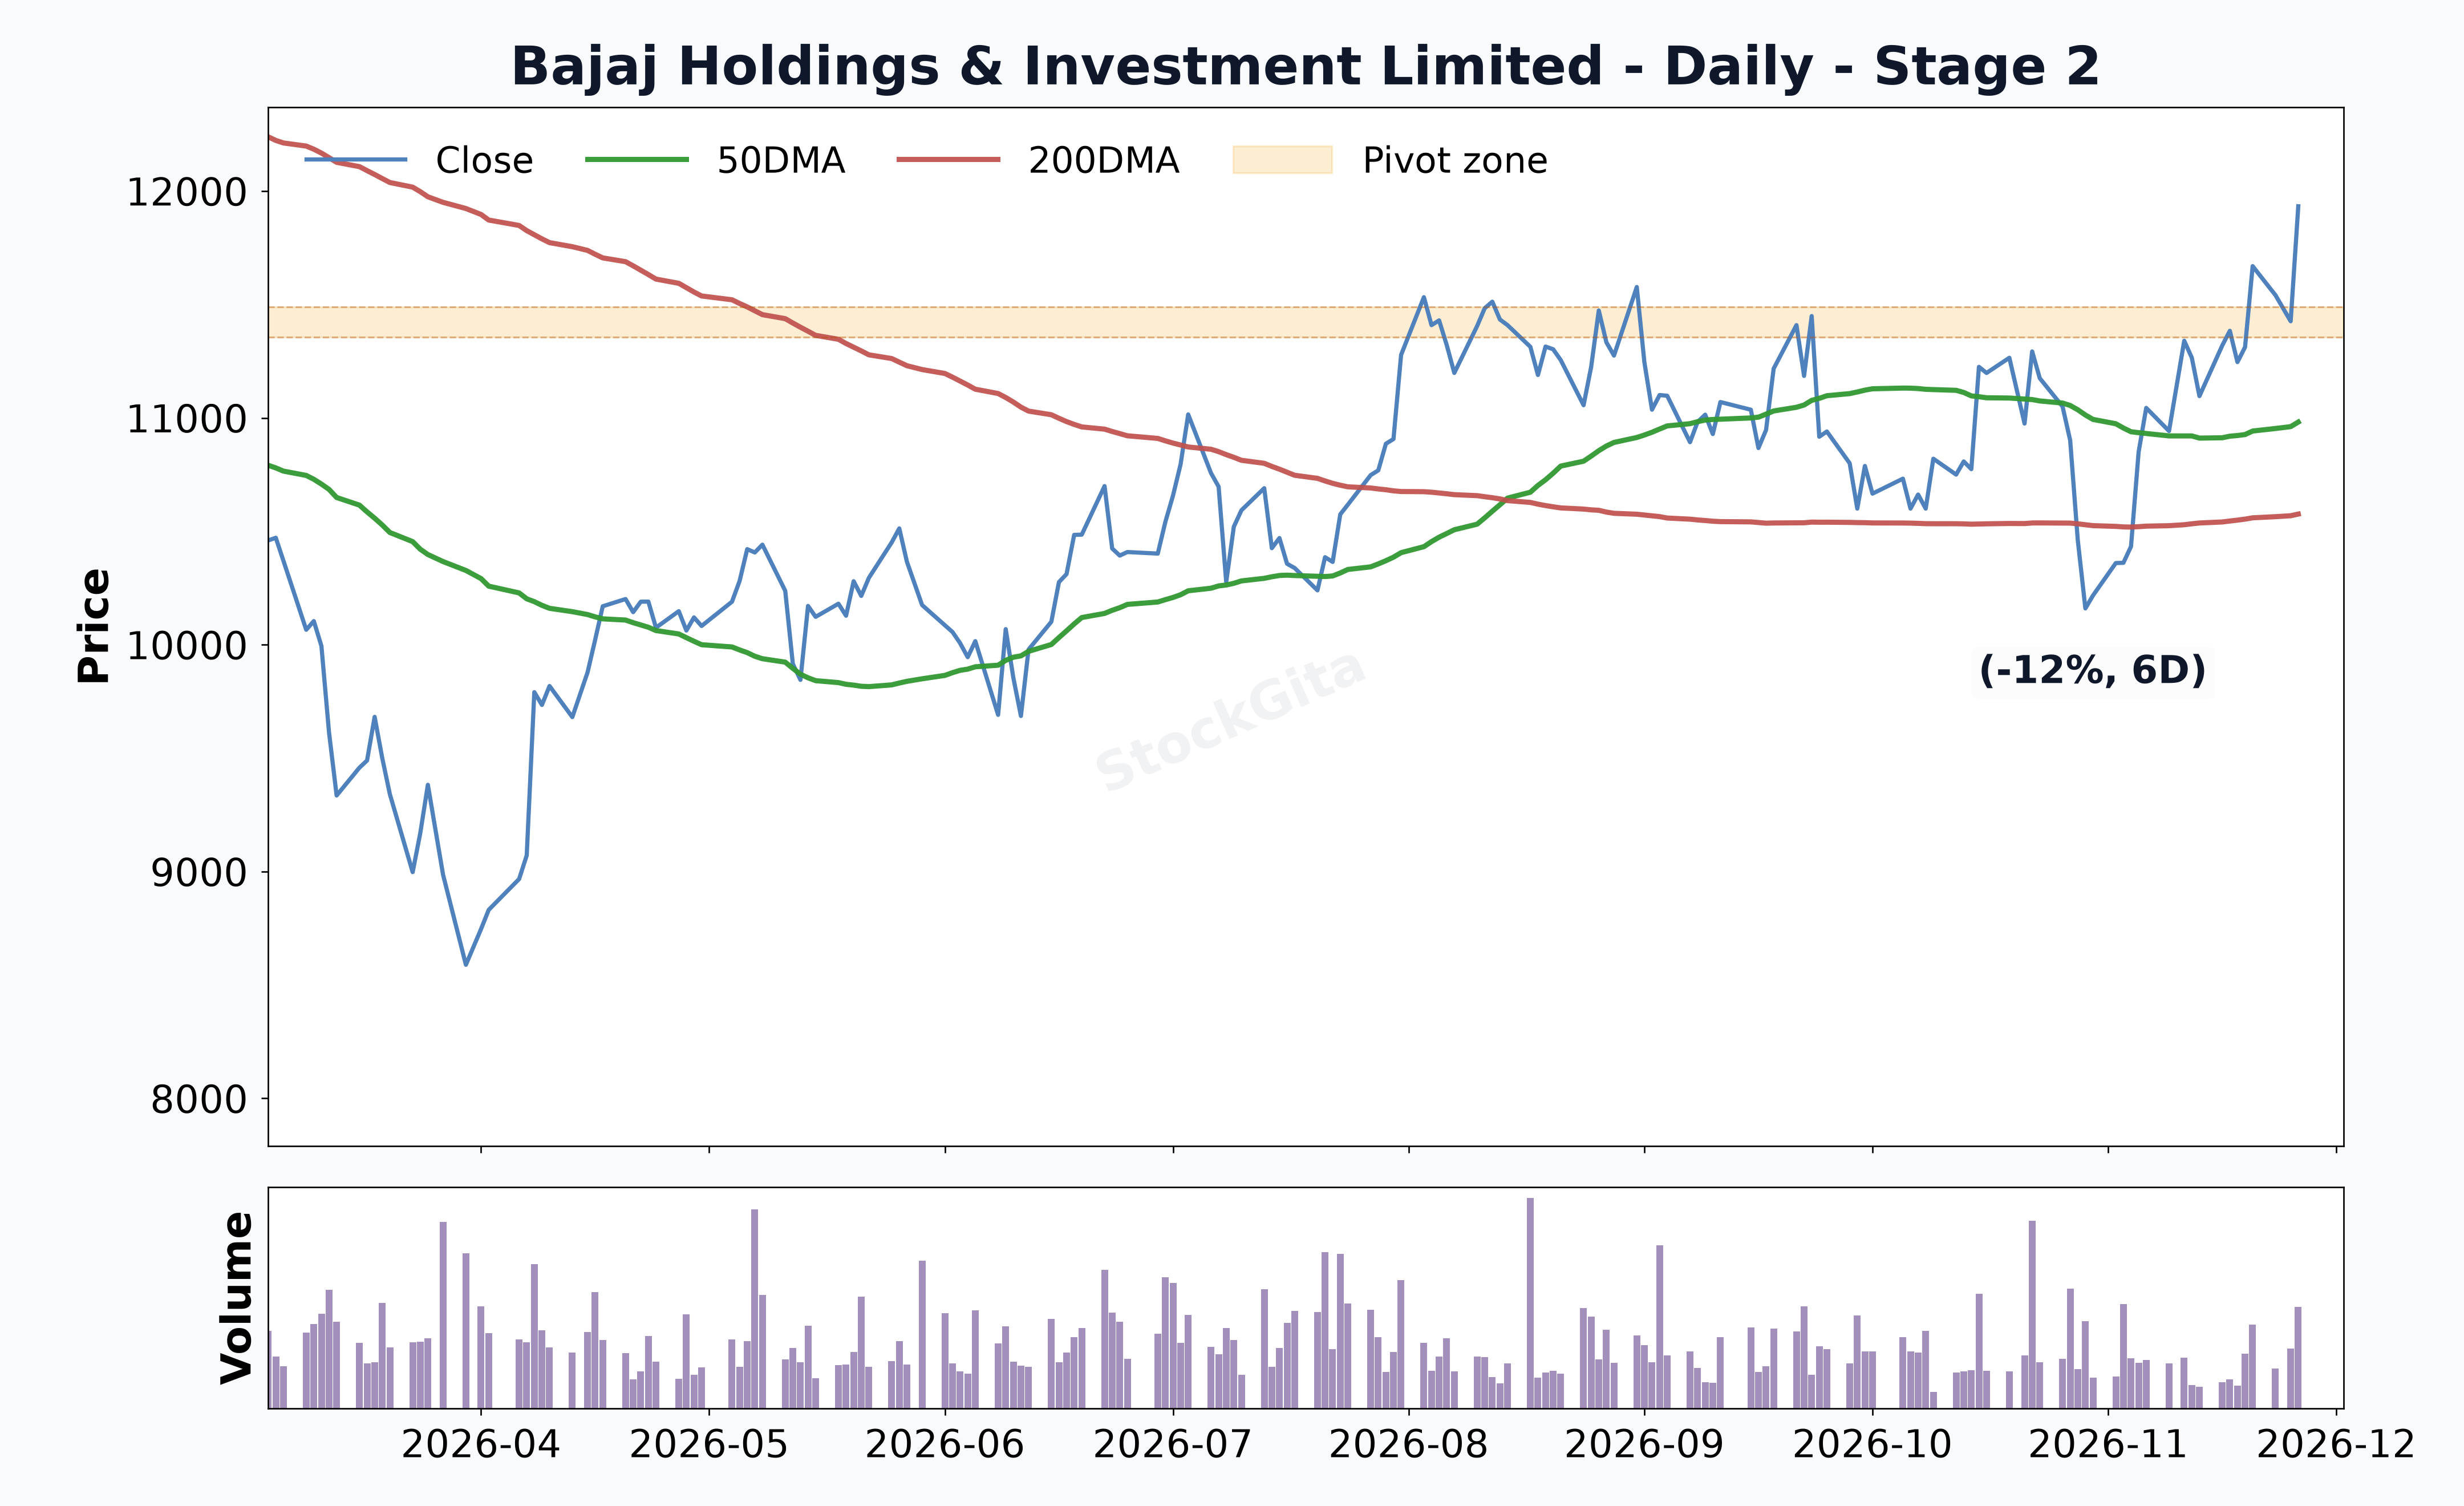 Bajaj Holdings & Investment Limited - Daily - Stage 2
Close 50DMA 200DMA Pivot zone
12000
11000
10000
9000
8000
Price
(-12%, 6D)
StockGita
Volume
2026-04 2026-05 2026-06 2026-07 2026-08 2026-09 2026-10 2026-11 2026-12